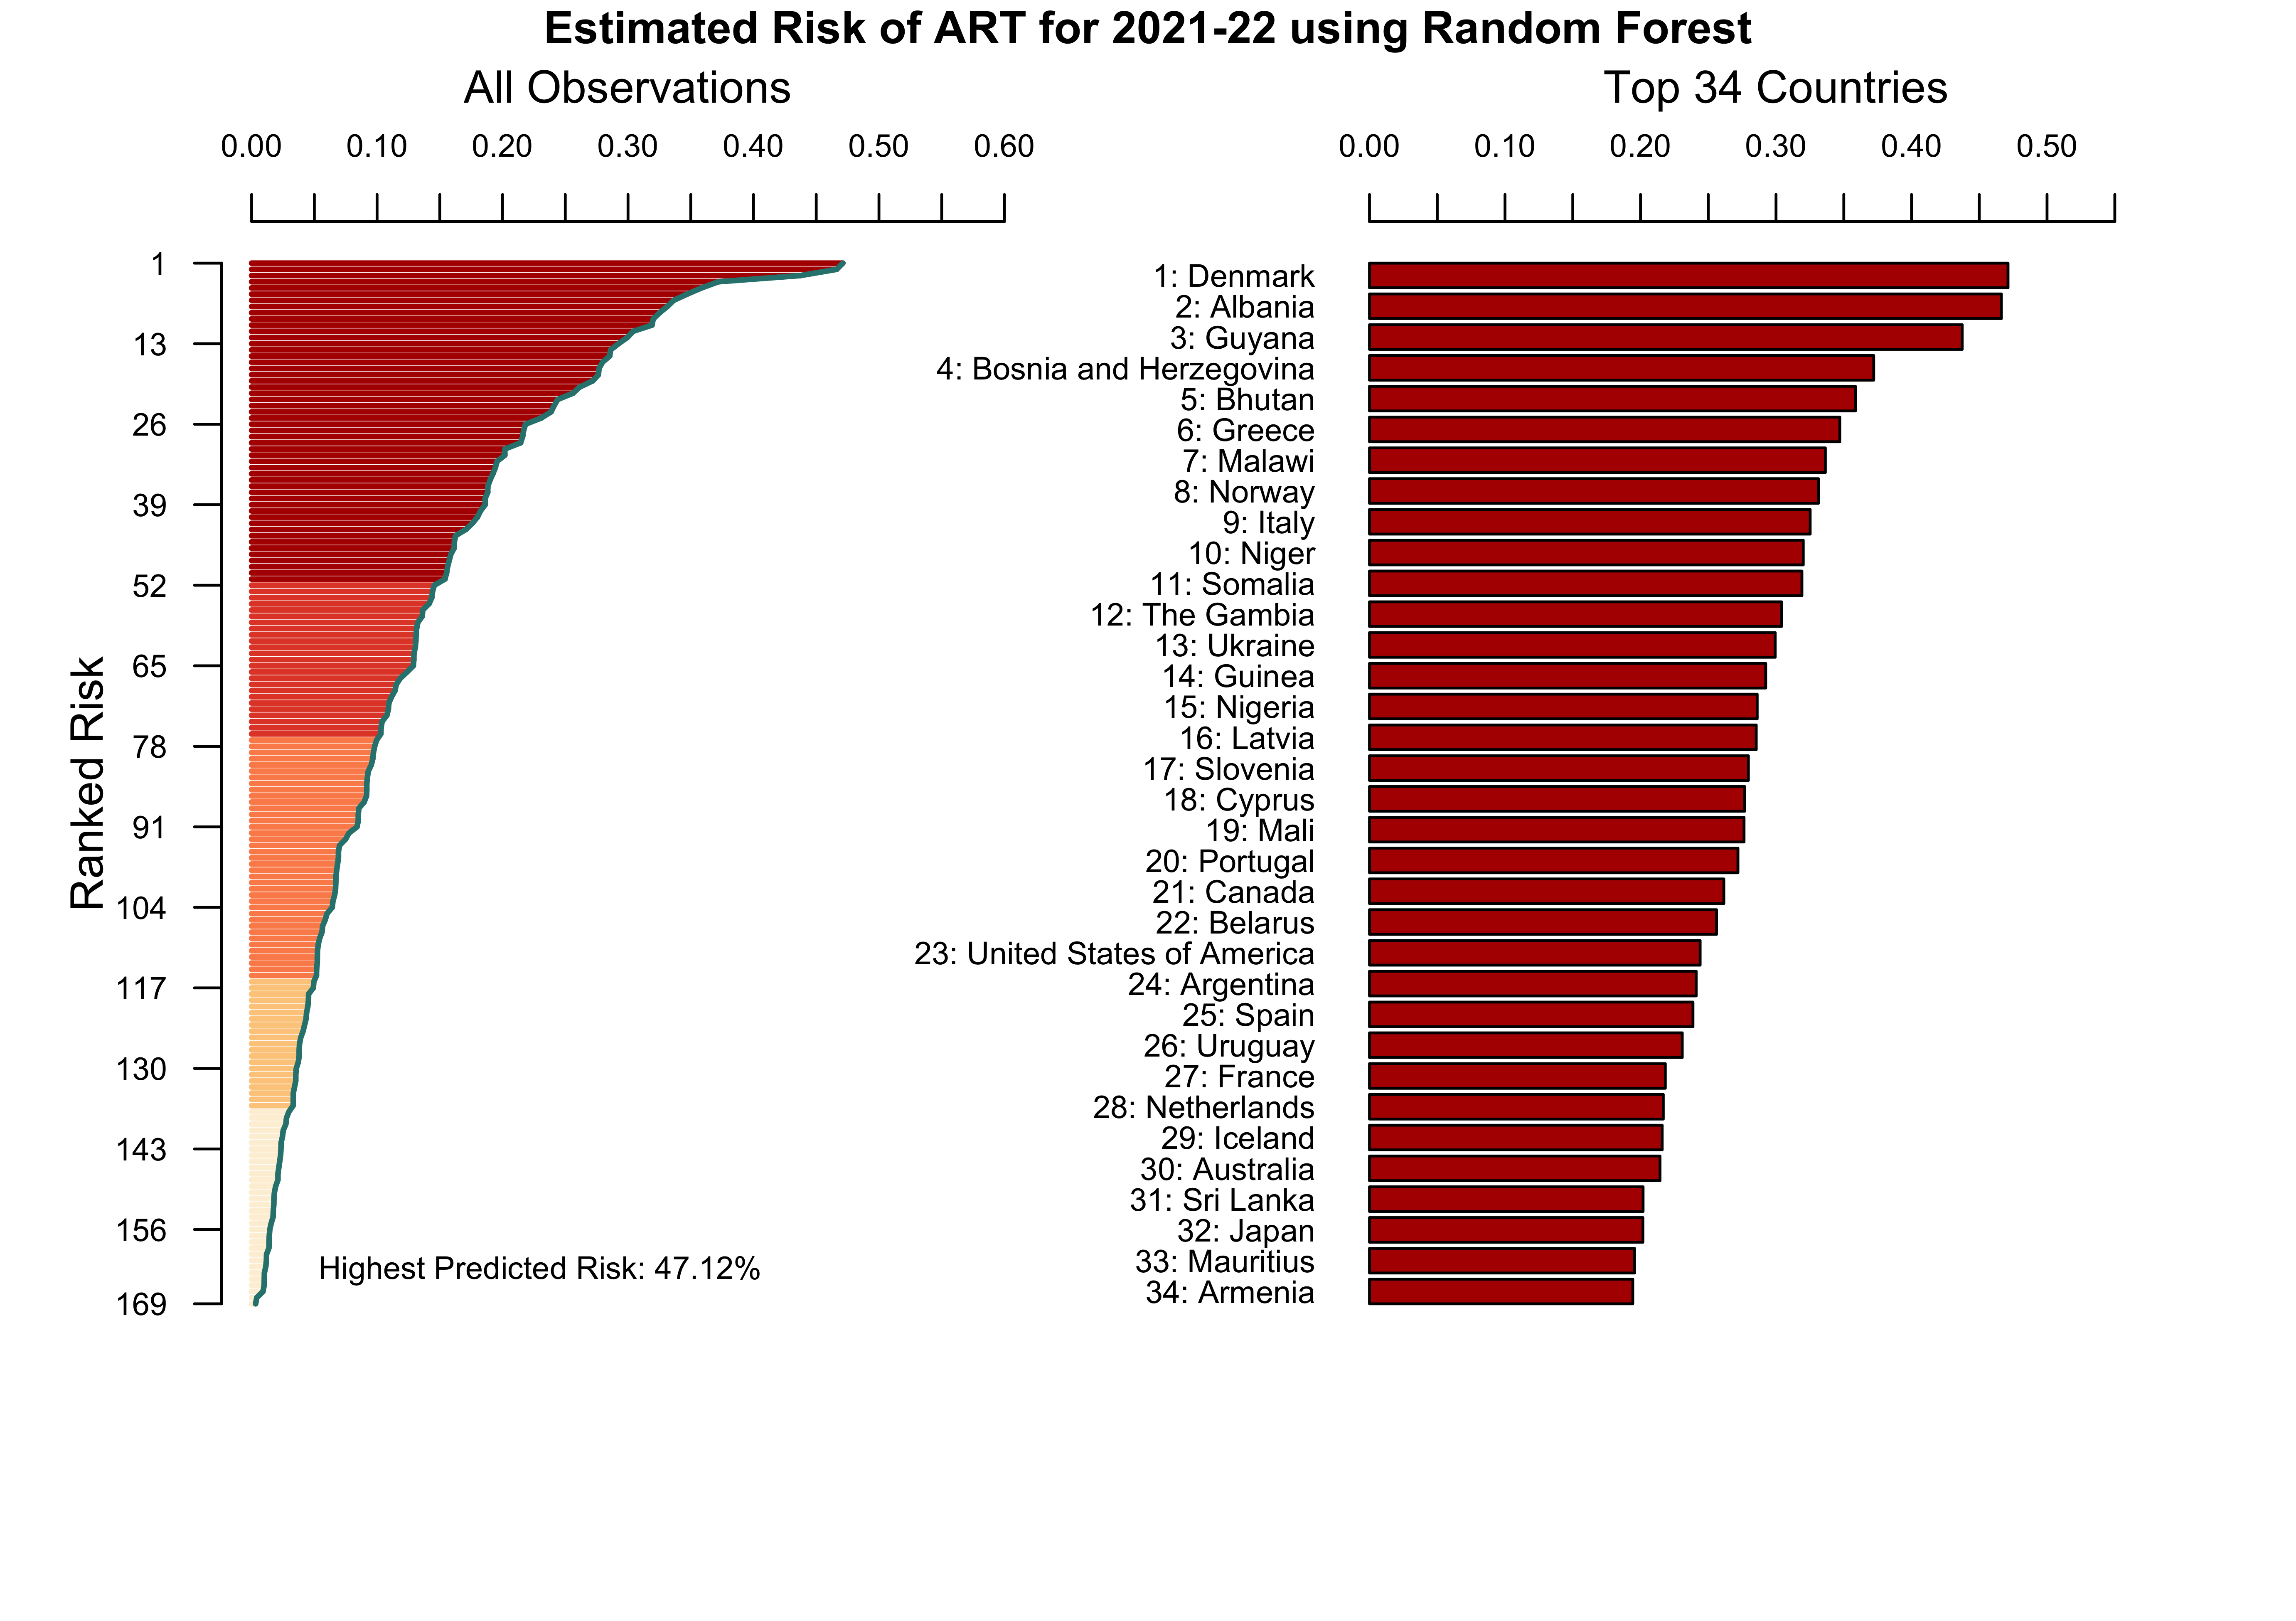 Estimated Risk of ART for 2021-22 using Random Forest
All Observations
0.00 0.10 0.20 0.30 0.40 0.50 0.60
Ranked Risk
1
13
26
39
52
65
78
91
104
117
130
143
156
169
Highest Predicted Risk: 47.12%
Top 34 Countries
0.00 0.10 0.20 0.30 0.40 0.50
1: Denmark
2: Albania
3: Guyana
4: Bosnia and Herzegovina
5: Bhutan
6: Greece
7: Malawi
8: Norway
9: Italy
10: Niger
11: Somalia
12: The Gambia
13: Ukraine
14: Guinea
15: Nigeria
16: Latvia
17: Slovenia
18: Cyprus
19: Mali
20: Portugal
21: Canada
22: Belarus
23: United States of America
24: Argentina
25: Spain
26: Uruguay
27: France
28: Netherlands
29: Iceland
30: Australia
31: Sri Lanka
32: Japan
33: Mauritius
34: Armenia